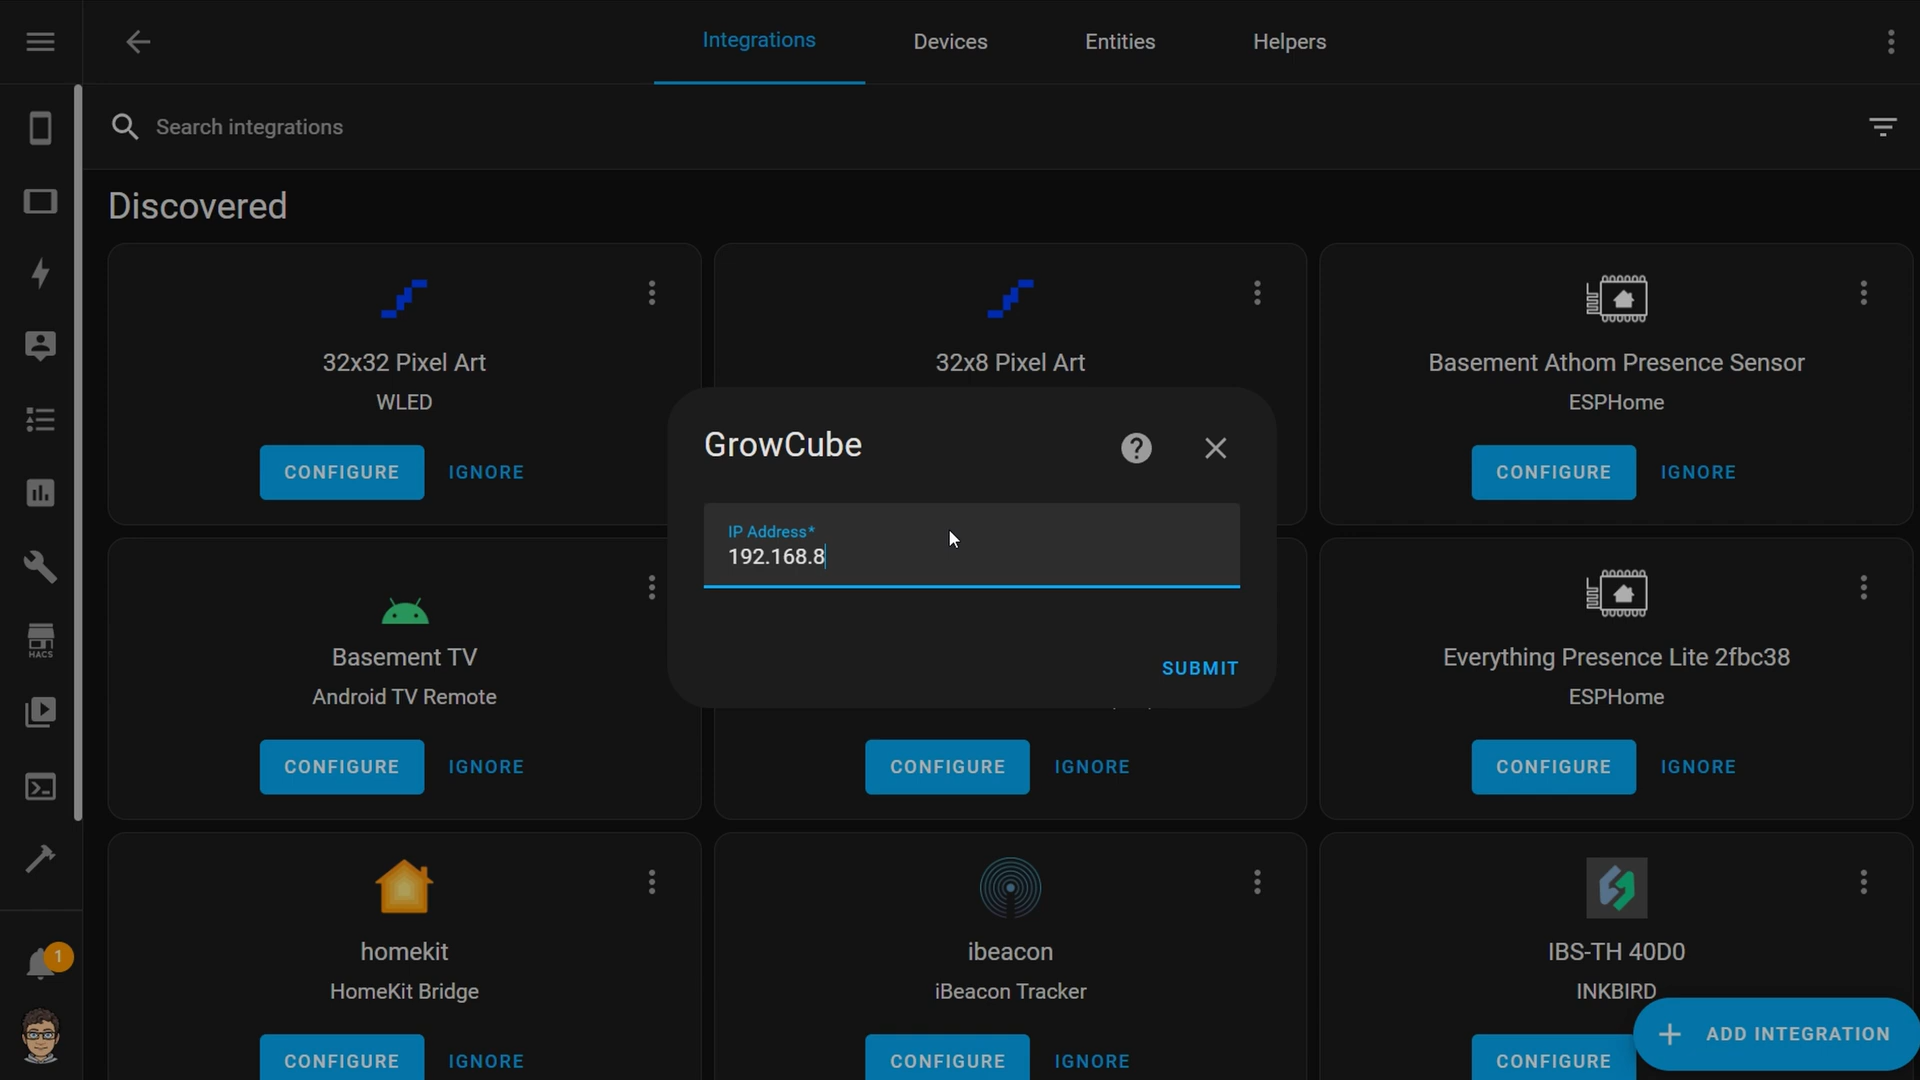 Integrations
Devices
Entities
Helpers
Search integrations
Discovered
32x32 Pixel Art
WLED
CONFIGURE
IGNORE
32x8 Pixel Art
Basement Athom Presence Sensor
ESPHome
CONFIGURE
IGNORE
GrowCube
IP Address*
192.168.8
SUBMIT
Basement TV
Android TV Remote
CONFIGURE
IGNORE
CONFIGURE
IGNORE
Everything Presence Lite 2fbc38
ESPHome
CONFIGURE
IGNORE
HACS
homekit
HomeKit Bridge
CONFIGURE
IGNORE
ibeacon
iBeacon Tracker
CONFIGURE
IGNORE
IBS-TH 40D0
INKBIRD
CONFIGURE
ADD INTEGRATION
1